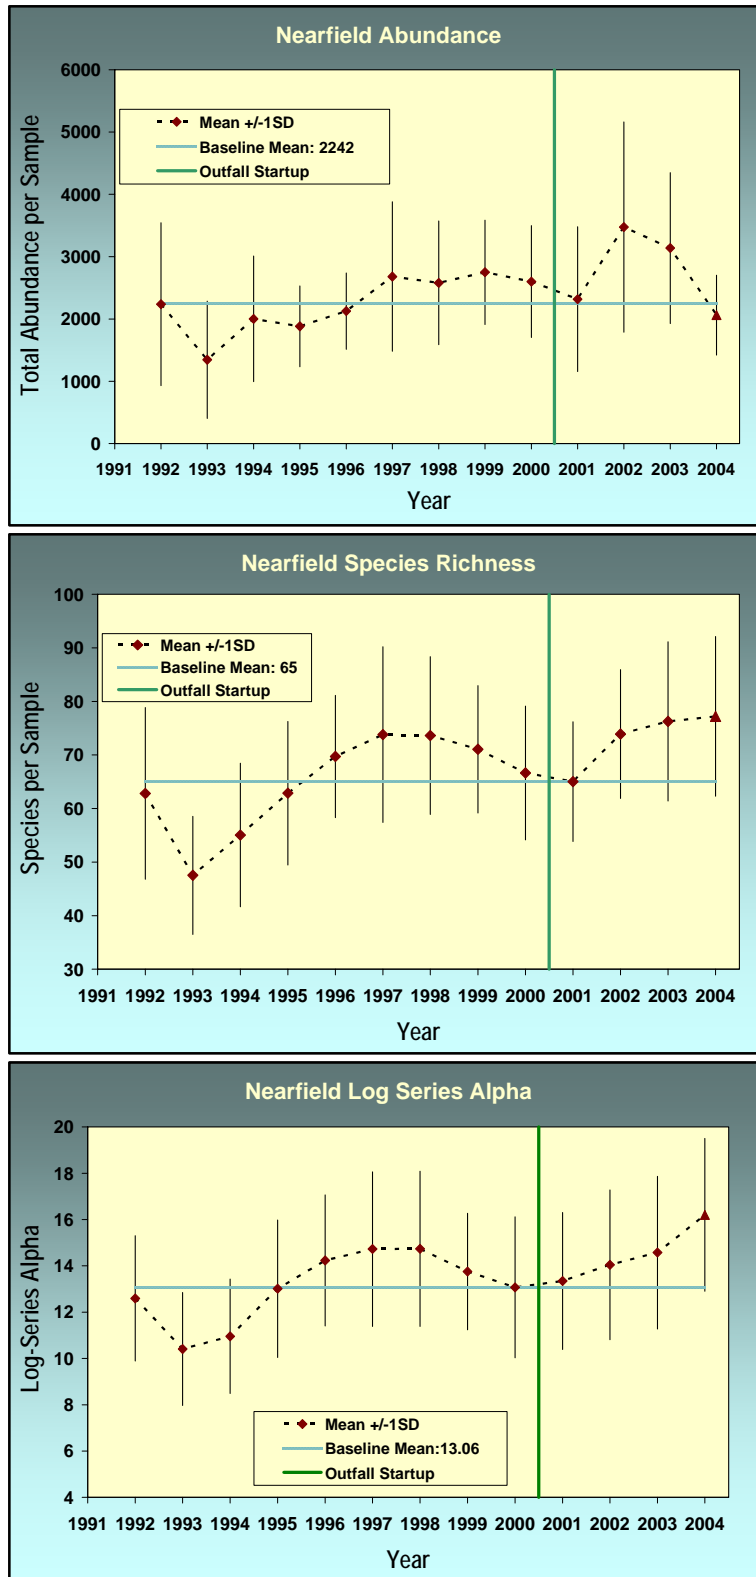 Nearfield Abundance
6000
5000
4000
3000
2000
1000
0
Total Abundance per Sample
Mean +/-1SD
Baseline Mean: 2242
Outfall Startup
1991 1992 1993 1994 1995 1996 1997 1998 1999 2000 2001 2002 2003 2004
Year
Nearfield Species Richness
100
90
80
70
60
50
40
30
Species per Sample
Mean +/-1SD
Baseline Mean: 65
Outfall Startup
1991 1992 1993 1994 1995 1996 1997 1998 1999 2000 2001 2002 2003 2004
Year
Nearfield Log Series Alpha
20
18
16
14
12
10
8
6
4
Log-Series Alpha
Mean +/-1SD
Baseline Mean:13.06
Outfall Startup
1991 1992 1993 1994 1995 1996 1997 1998 1999 2000 2001 2002 2003 2004
Year